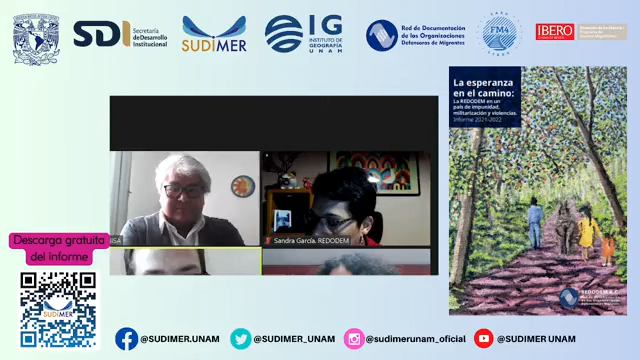 SDI
Secretaría
de Desarrollo
Institucional
SUDIMER
IG
INSTITUTO DE
GEOGRAFÍA
UNAM
Red de Documentación
de las Organizaciones
Defensoras de Migrantes
FM4
IBERO
La esperanza
en el camino:
La REDODEM en un
país de impunidad,
militarización y violencias.
Informe 2021-2022
Sandra García. REDODEM
Descarga gratuita
del informe
SUDIMER
REDODEM A.C.
@SUDIMER.UNAM
@SUDIMER_UNAM
@sudimerunam_oficial
@SUDIMER UNAM